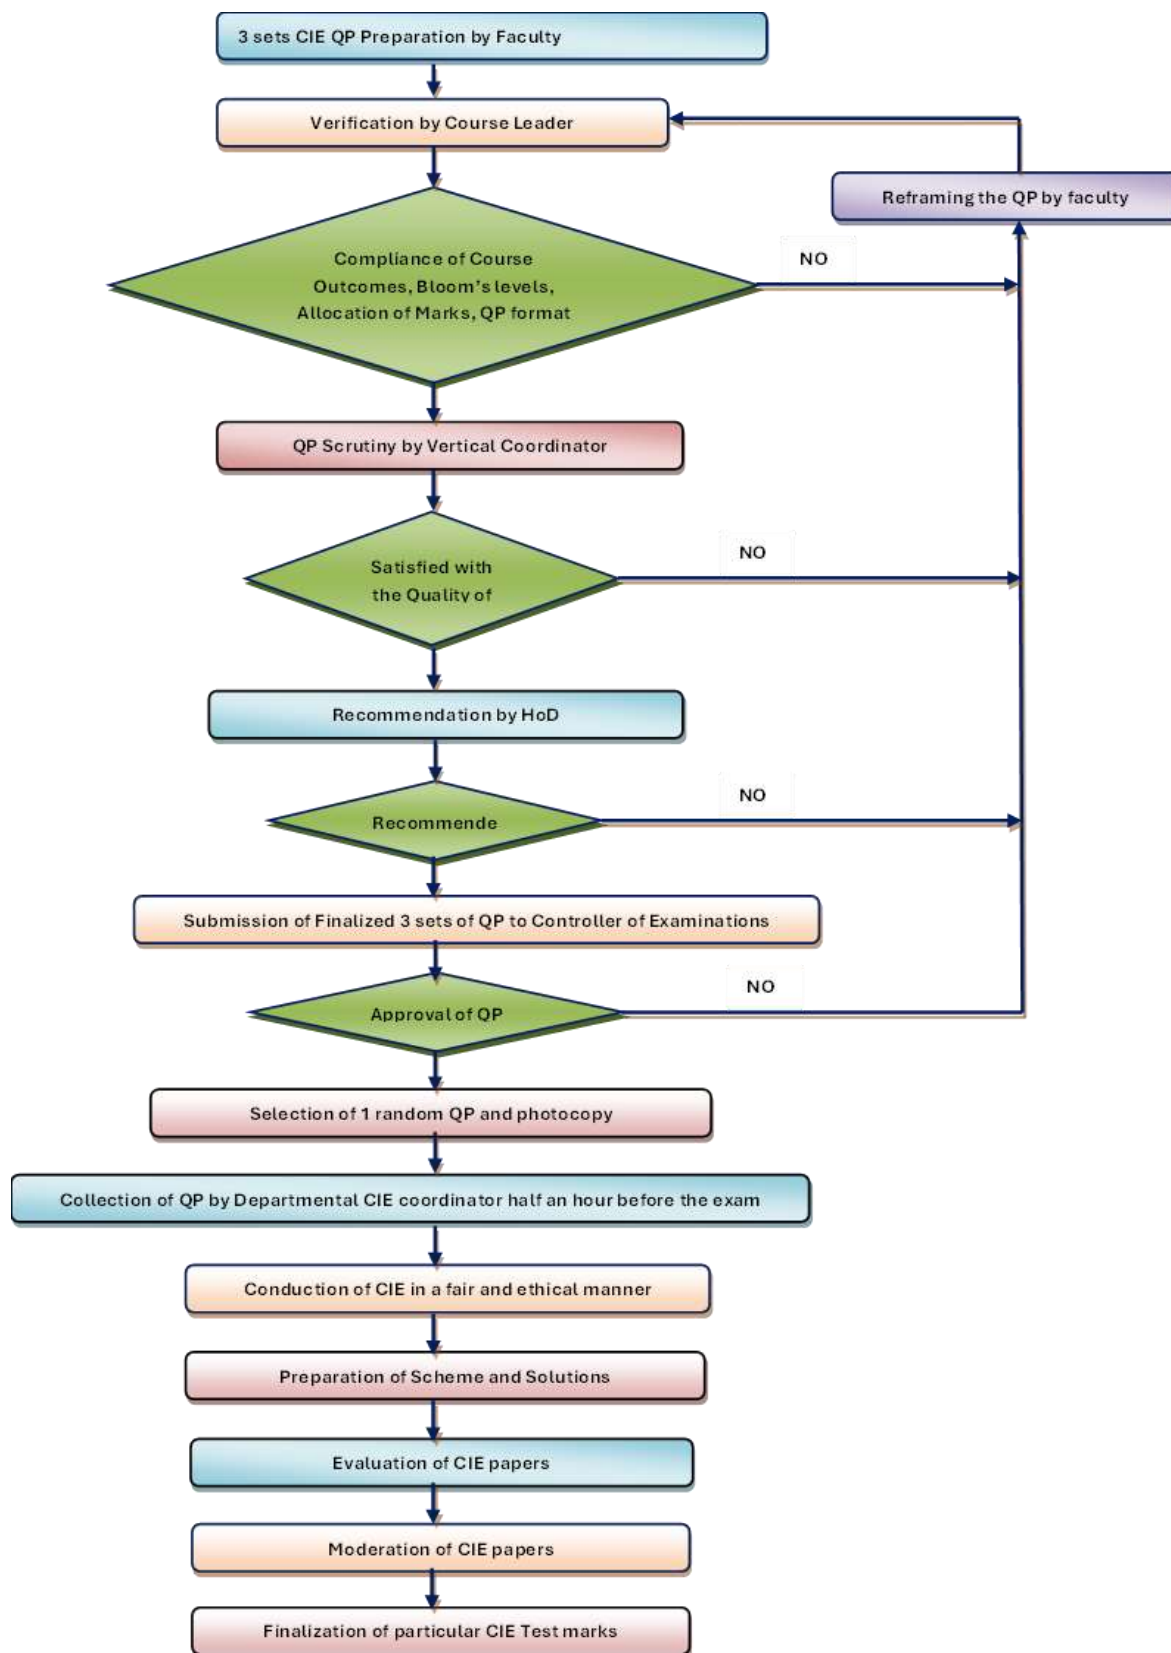 3 sets CIE QP Preparation by Faculty
Verification by Course Leader
Reframing the QP by faculty
Compliance of Course
Outcomes, Bloom's levels,
Allocation of Marks, QP format
NO
QP Scrutiny by Vertical Coordinator
Satisfied with
the Quality of
NO
Recommendation by HoD
Recommende
NO
Submission of Finalized 3 sets of QP to Controller of Examinations
Approval of QP
NO
Selection of 1 random QP and photocopy
Collection of QP by Departmental CIE coordinator half an hour before the exam
Conduction of CIE in a fair and ethical manner
Preparation of Scheme and Solutions
Evaluation of CIE papers
Moderation of CIE papers
Finalization of particular CIE Test marks